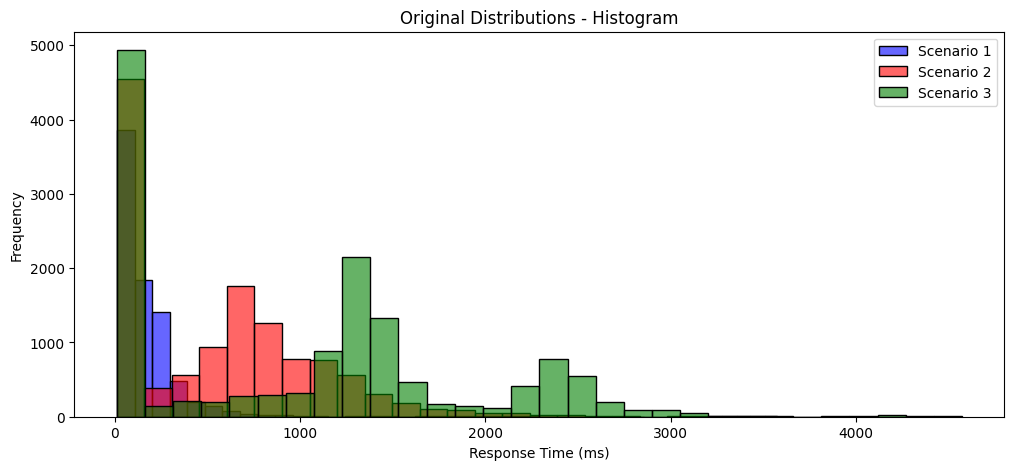 Original Distributions - Histogram
Scenario 1
Scenario 2
Scenario 3
5000
4000
3000
2000
1000
0
Frequency
0 1000 2000 3000 4000
Response Time (ms)